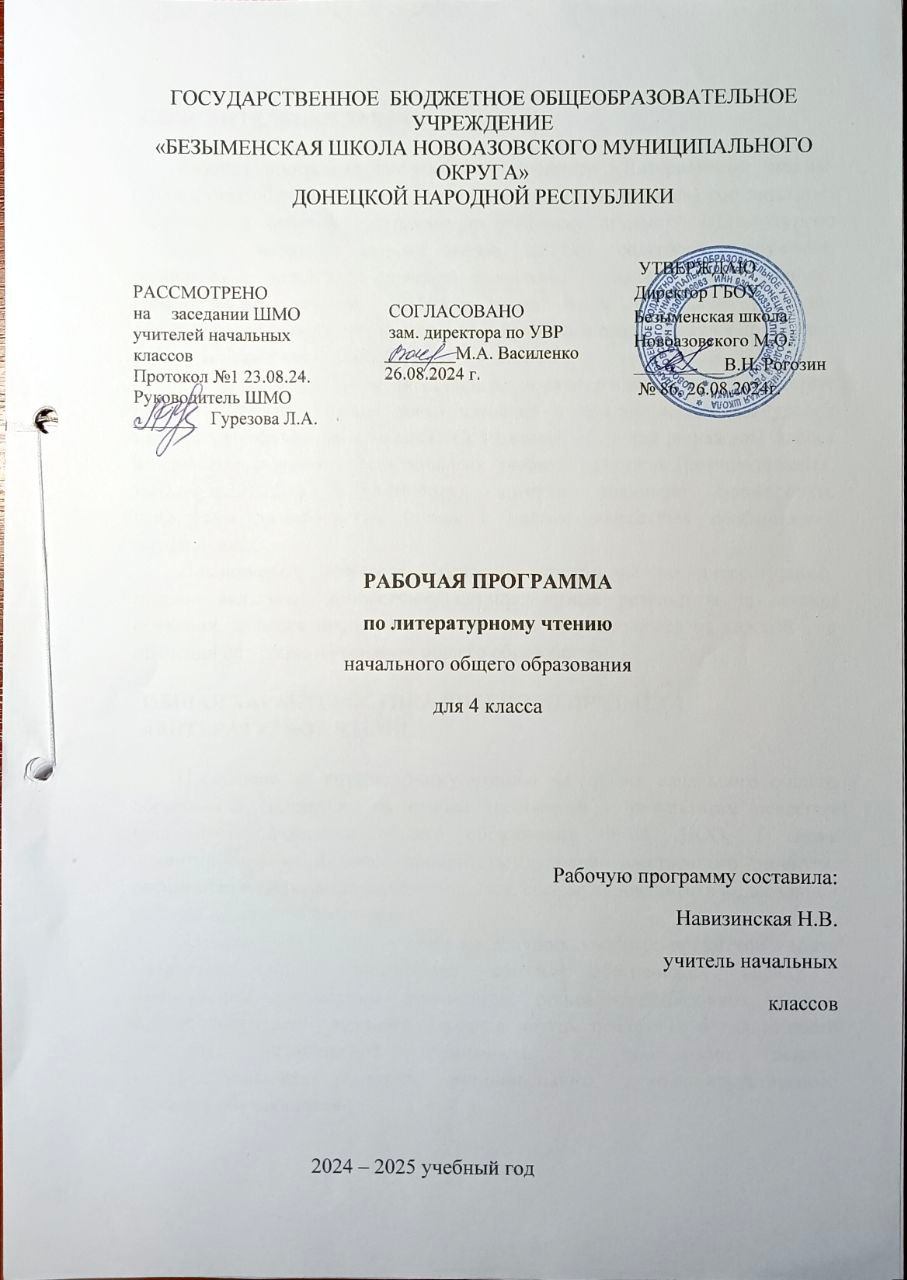 ГОСУДАРСТВЕННОЕ БЮДЖЕТНОЕ ОБЩЕОБРАЗОВАТЕЛЬНОЕ
УЧРЕЖДЕНИЕ
«БЕЗЫМЕНСКАЯ ШКОЛА НОВОАЗОВСКОГО МУНИЦИПАЛЬНОГО
ОКРУГА»
ДОНЕЦКОЙ НАРОДНОЙ РЕСПУБЛИКИ
РАССМОТРЕНО
на заседании ШМО
учителей начальных
классов
Протокол №1 23.08.24.
Руководитель ШМО
Гурезова Л.А.
СОГЛАСОВАНО
зам. директора по УВР
М.А. Василенко
26.08.2024 г.
УТВЕРЖДАЮ
Директор ГБОУ
Безыменская школа
Новоазовского М.О.
В.Н. Рогозин
№ 86, 26.08.2024г.
РАБОЧАЯ ПРОГРАММА
по литературному чтению
начального общего образования
для 4 класса
Рабочую программу составила:
Навизинская Н.В.
учитель начальных
классов
2024 – 2025 учебный год